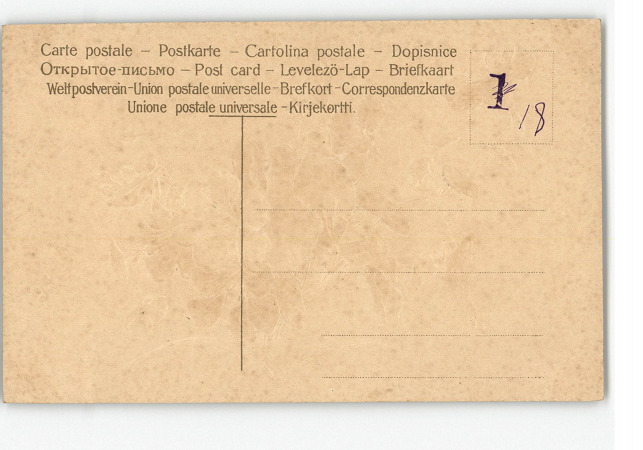 Carte postale – Postkarte – Cartolina postale – Dopisnice
Открытое-письмо – Post card – Levelezö-Lap – Briefkaart
Weltpostverein-Union postale universelle-Brefkort-Correspondenzkarte
Unione postale universale-Kirjekortti.
1
/8